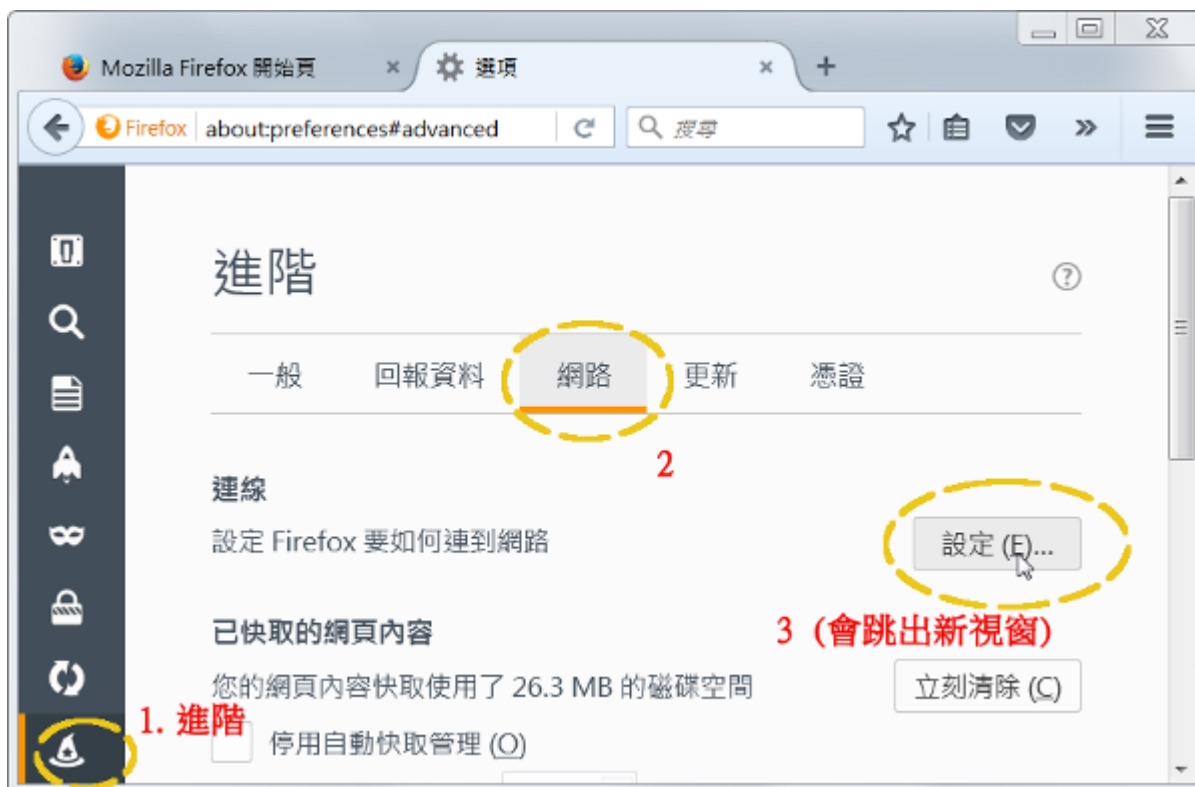 Mozilla Firefox 開始頁 選項
Firefox about:preferences#advanced 搜尋
進階
一般 回報資料 網路 更新 憑證
2
連線
設定 Firefox 要如何連到網路 設定 (E)...
3 (會跳出新視窗)
已快取的網頁內容
您的網頁內容快取使用了 26.3 MB 的磁碟空間 立刻清除 (C)
1. 進階
停用自動快取管理 (O)